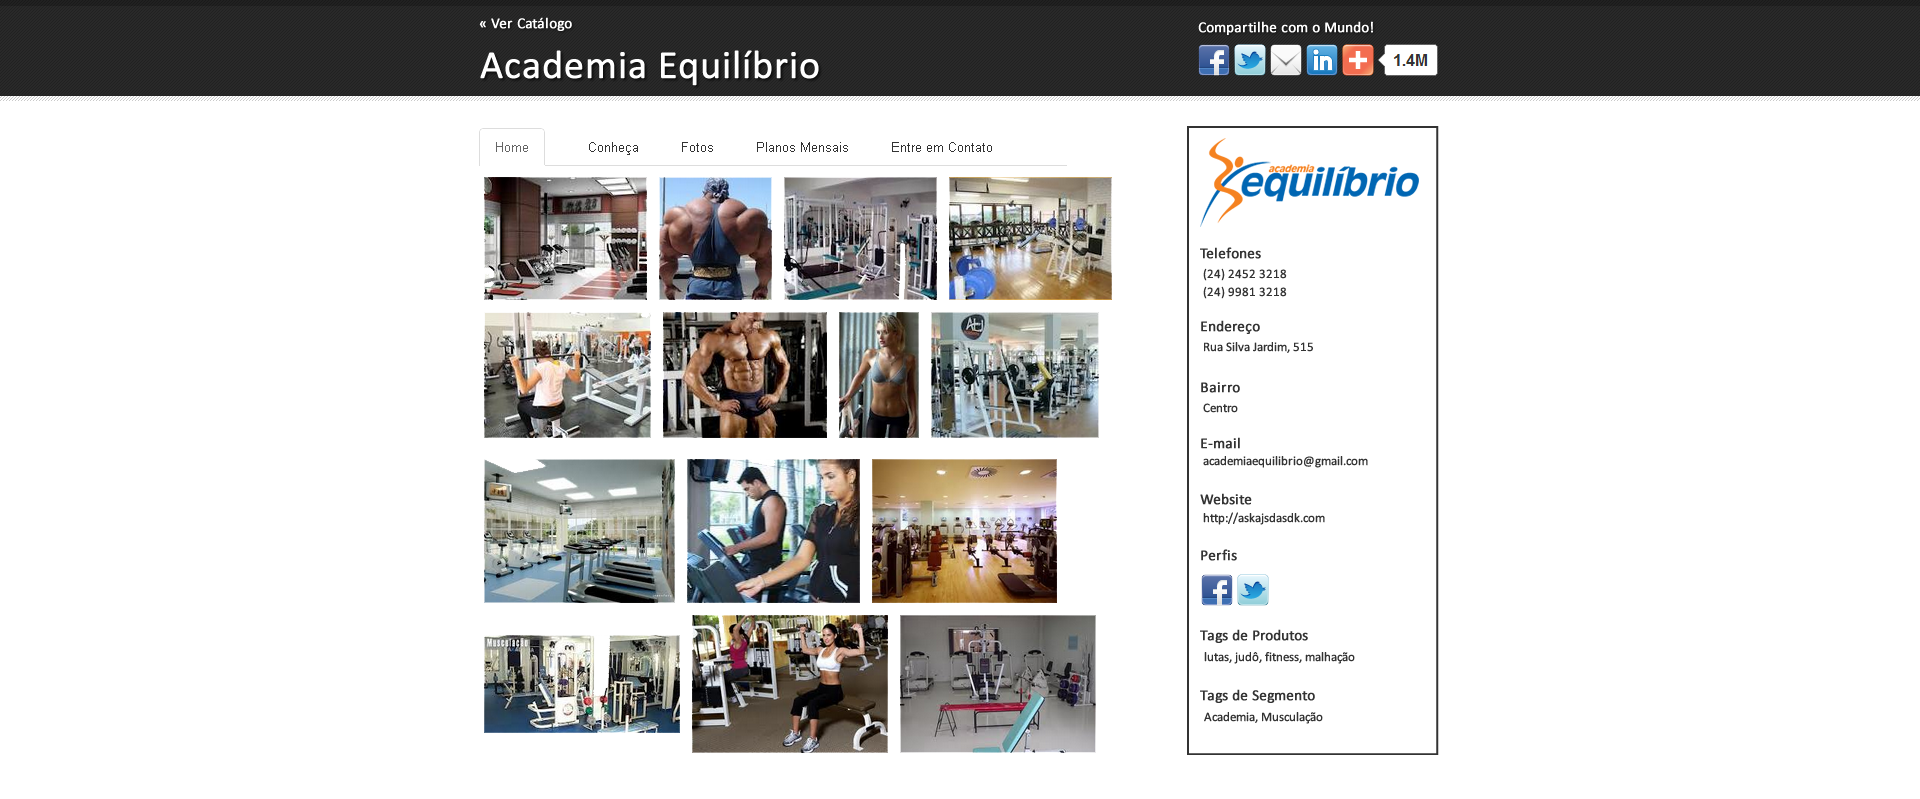 « Ver Catálogo
Academia Equilíbrio
Compartilhe com o Mundo!
1.4M
Home
Conheça
Fotos
Planos Mensais
Entre em Contato
Musculação
academia
equilíbrio
Telefones
(24) 2452 3218
(24) 9981 3218
Endereço
Rua Silva Jardim, 515
Bairro
Centro
E-mail
academiaequilibrio@gmail.com
Website
http://askajsdasdk.com
Perfis
Tags de Produtos
lutas, judô, fitness, malhação
Tags de Segmento
Academia, Musculação